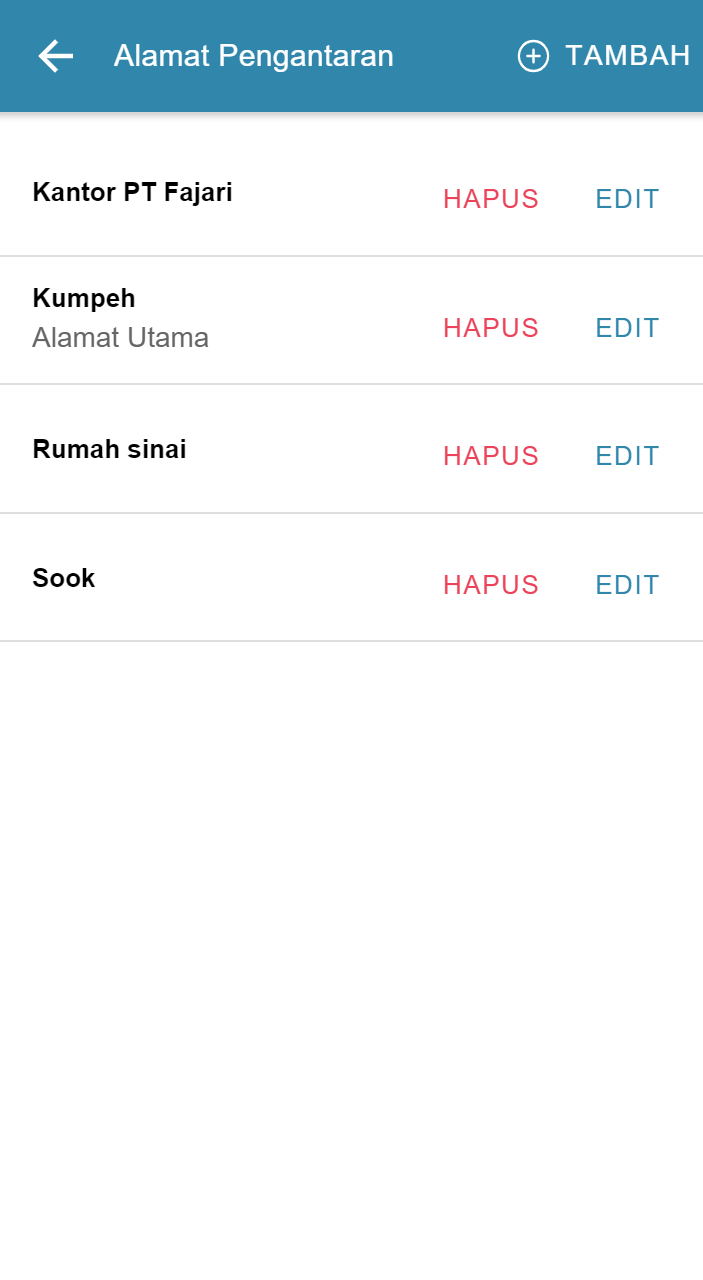 Alamat Pengantaran TAMBAH
Kantor PT Fajari HAPUS EDIT
Kumpeh
Alamat Utama HAPUS EDIT
Rumah sinai HAPUS EDIT
Sook HAPUS EDIT